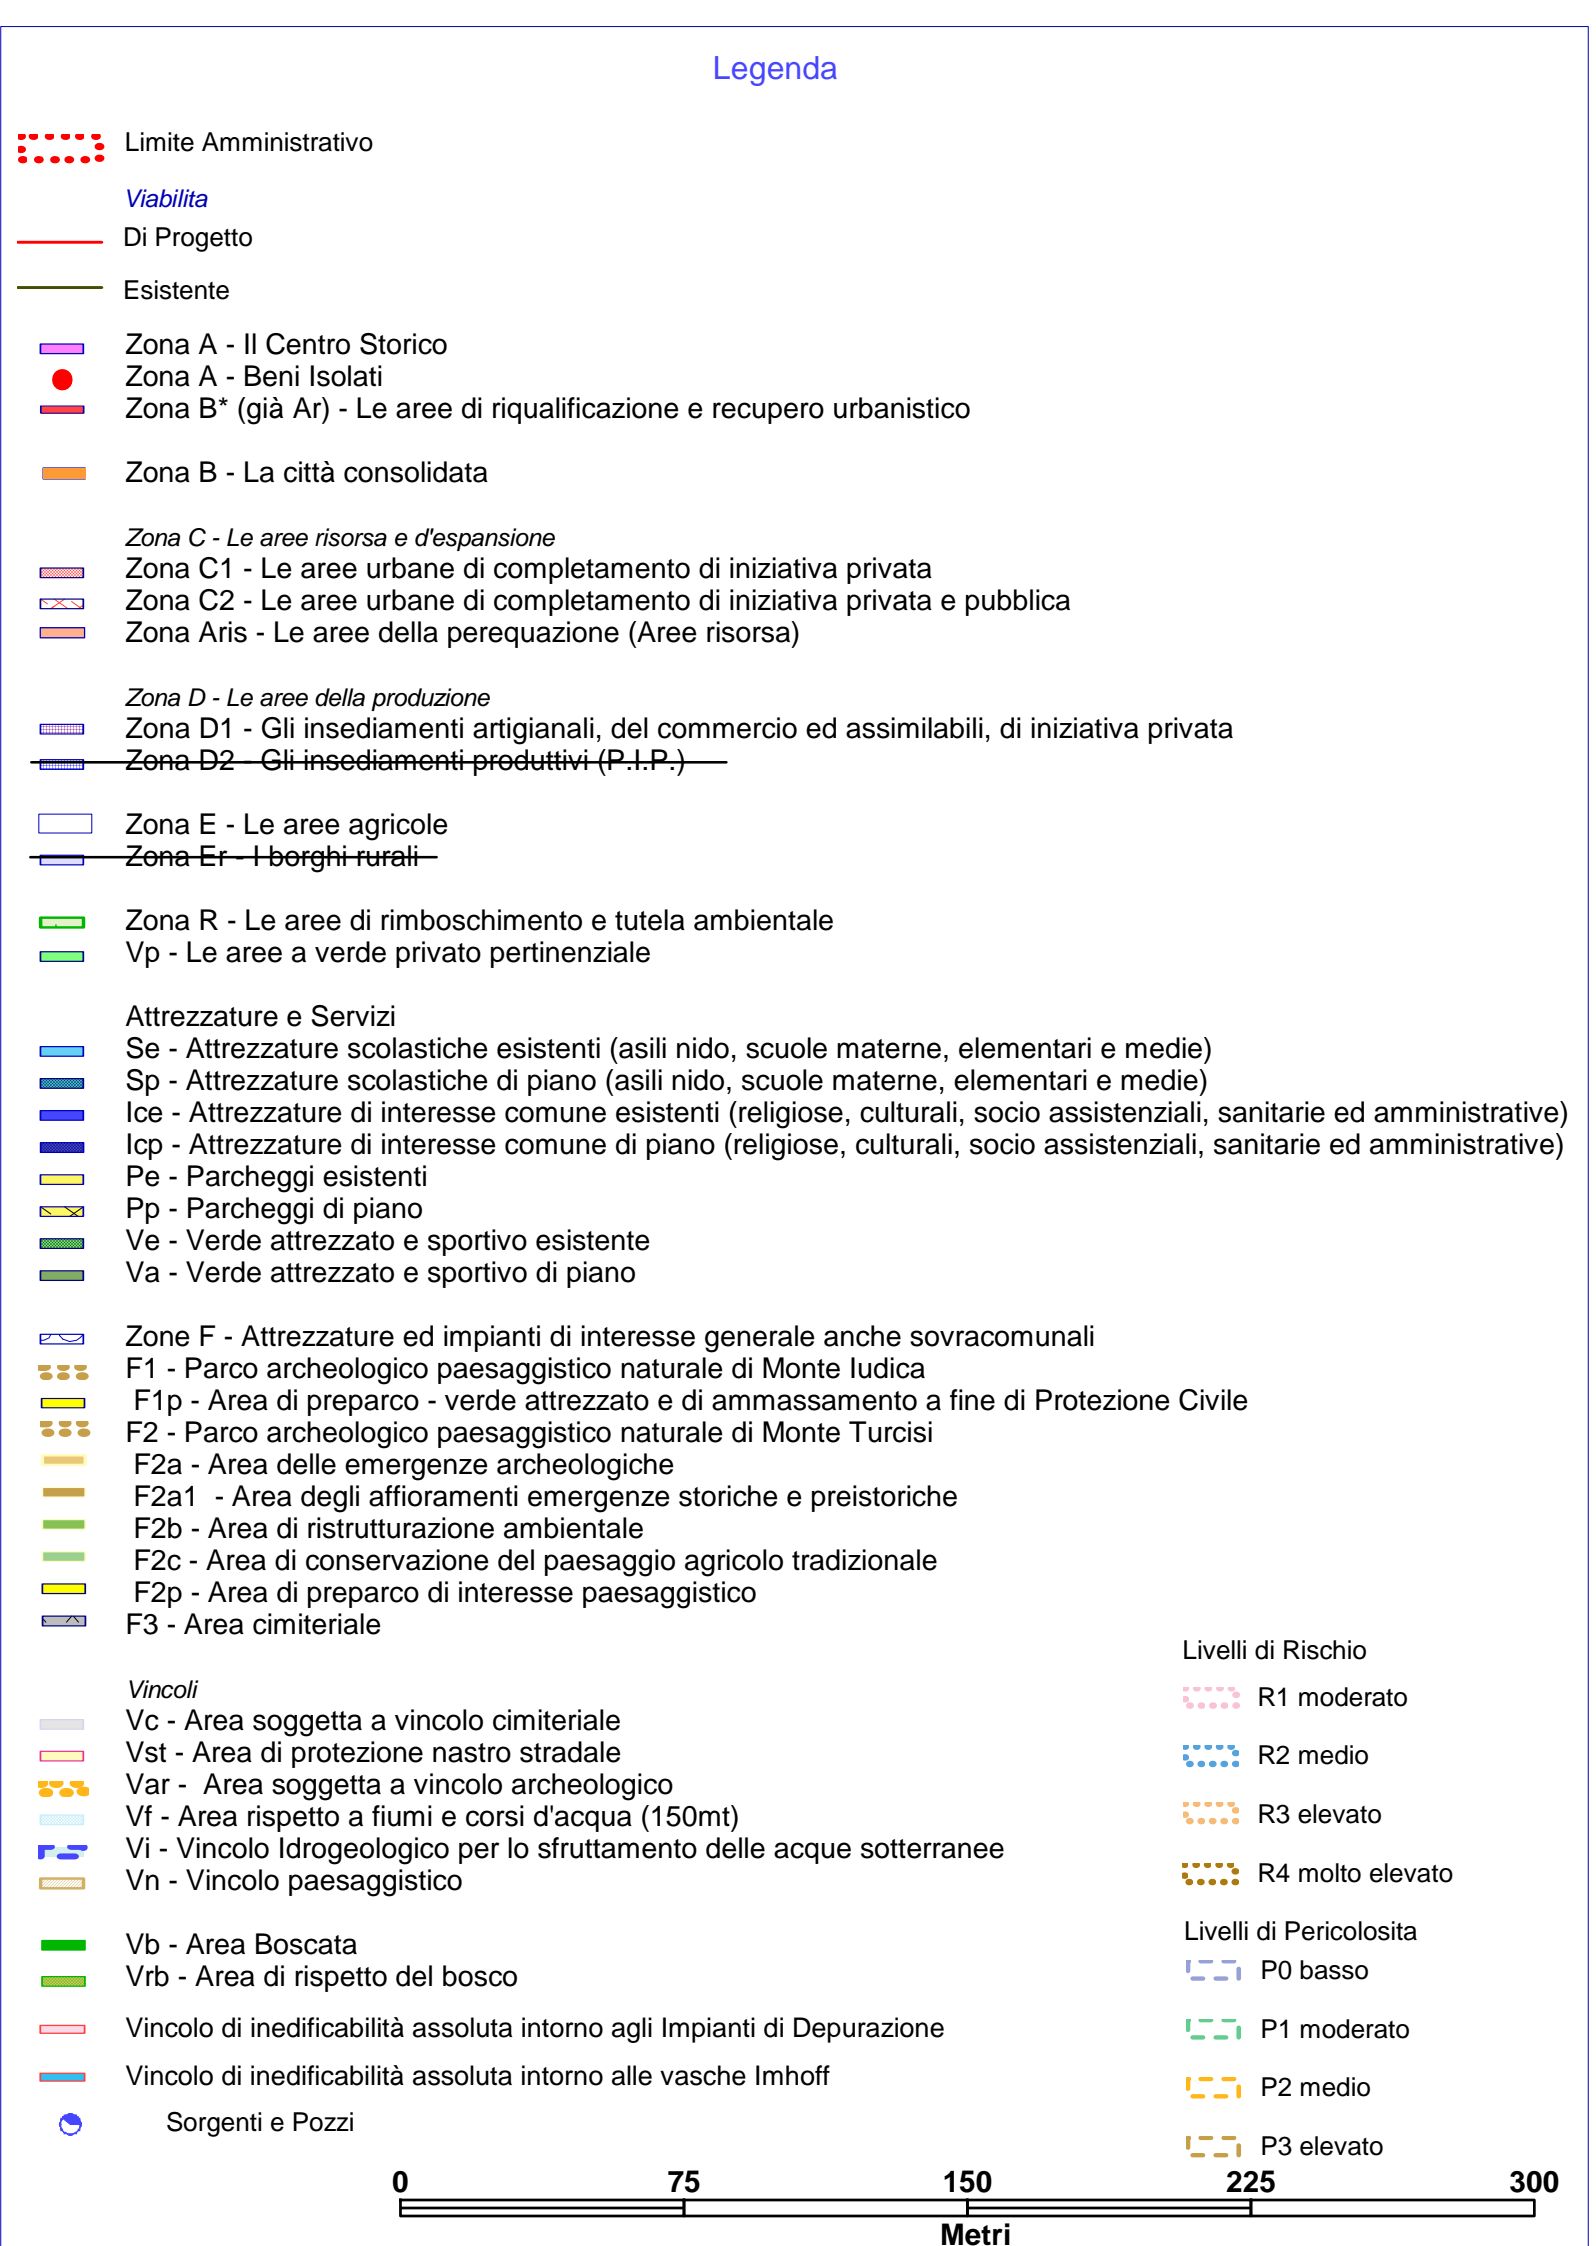 Legenda
Limite Amministrativo
Viabilita
Di Progetto
Esistente
Zona A - Il Centro Storico
Zona A - Beni Isolati
Zona B* (già Ar) - Le aree di riqualificazione e recupero urbanistico
Zona B - La città consolidata
Zona C - Le aree risorsa e d'espansione
Zona C1 - Le aree urbane di completamento di iniziativa privata
Zona C2 - Le aree urbane di completamento di iniziativa privata e pubblica
Zona Aris - Le aree della perequazione (Aree risorsa)
Zona D - Le aree della produzione
Zona D1 - Gli insediamenti artigianali, del commercio ed assimilabili, di iniziativa privata
Zona D2 - Gli insediamenti produttivi (P.I.P.)
Zona E - Le aree agricole
Zona Er - I borghi rurali
Zona R - Le aree di rimboschimento e tutela ambientale
Vp - Le aree a verde privato pertinenziale
Attrezzature e Servizi
Se - Attrezzature scolastiche esistenti (asili nido, scuole materne, elementari e medie)
Sp - Attrezzature scolastiche di piano (asili nido, scuole materne, elementari e medie)
Ice - Attrezzature di interesse comune esistenti (religiose, culturali, socio assistenziali, sanitarie ed amministrative)
Icp - Attrezzature di interesse comune di piano (religiose, culturali, socio assistenziali, sanitarie ed amministrative)
Pe - Parcheggi esistenti
Pp - Parcheggi di piano
Ve - Verde attrezzato e sportivo esistente
Va - Verde attrezzato e sportivo di piano
Zone F - Attrezzature ed impianti di interesse generale anche sovracomunali
F1 - Parco archeologico paesaggistico naturale di Monte Iudica
F1p - Area di preparco - verde attrezzato e di ammassamento a fine di Protezione Civile
F2 - Parco archeologico paesaggistico naturale di Monte Turcisi
F2a - Area delle emergenze archeologiche
F2a1 - Area degli affioramenti emergenze storiche e preistoriche
F2b - Area di ristrutturazione ambientale
F2c - Area di conservazione del paesaggio agricolo tradizionale
F2p - Area di preparco di interesse paesaggistico
F3 - Area cimiteriale
Vincoli
Vc - Area soggetta a vincolo cimiteriale
Vst - Area di protezione nastro stradale
Var - Area soggetta a vincolo archeologico
Vf - Area rispetto a fiumi e corsi d'acqua (150mt)
Vi - Vincolo Idrogeologico per lo sfruttamento delle acque sotterranee
Vn - Vincolo paesaggistico
Vb - Area Boscata
Vrb - Area di rispetto del bosco
Vincolo di inedificabilità assoluta intorno agli Impianti di Depurazione
Vincolo di inedificabilità assoluta intorno alle vasche Imhoff
Sorgenti e Pozzi
Livelli di Rischio
R1 moderato
R2 medio
R3 elevato
R4 molto elevato
Livelli di Pericolosita
P0 basso
P1 moderato
P2 medio
P3 elevato
0 75 150 225 300
Metri